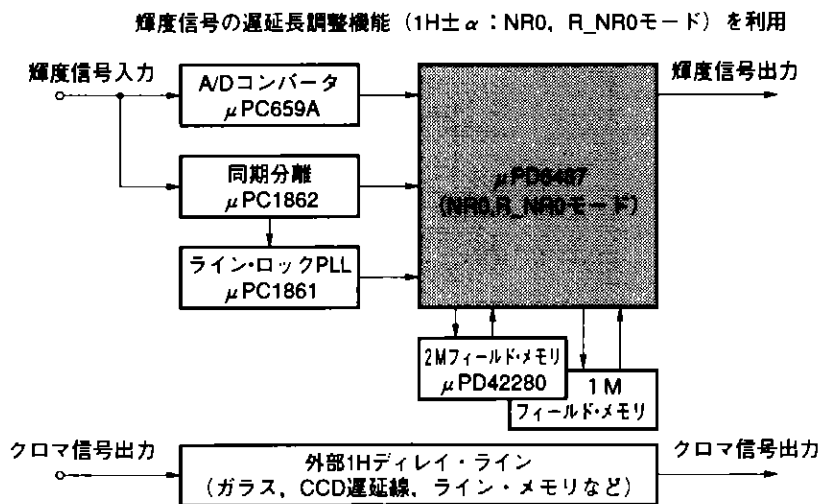 輝度信号の遅延長調整機能（1H±α：NR0，R_NR0モード）を利用
輝度信号入力
A/Dコンバータ
μPC659A
輝度信号出力
同期分離
μPC1862
μPD6487
(NR0,R_NR0モード)
ライン・ロックPLL
μPC1861
2Mフィールド・メモリ
μPD42280
1M
フィールド・メモリ
クロマ信号出力
外部1Hディレイ・ライン
（ガラス，CCD遅延線，ライン・メモリなど）
クロマ信号出力